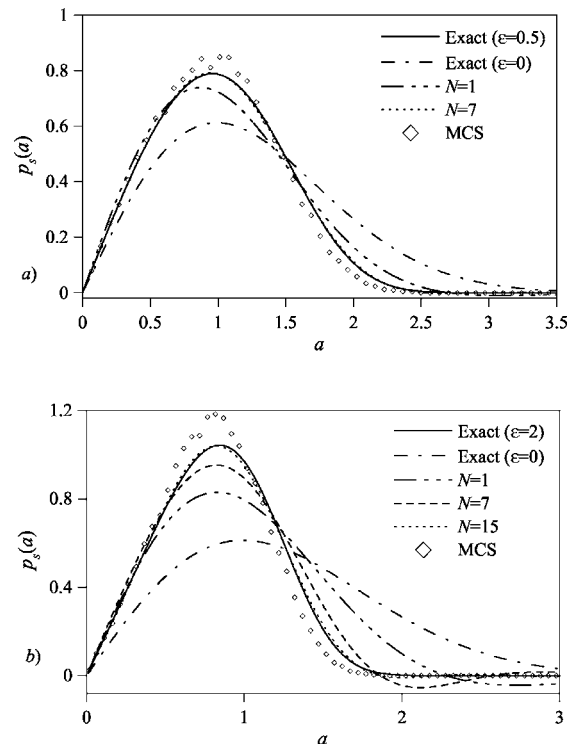 1
Exact (ε=0.5)
Exact (ε=0)
0.8
N=1
N=7
0.6
MCS
pₛ(a)
0.4
0.2
a)
0
0 0.5 1 1.5 2 2.5 3 3.5
a
1.2
Exact (ε=2)
Exact (ε=0)
N=1
0.8
N=7
N=15
MCS
pₛ(a)
0.4
b)
0
0 1 2 3
a